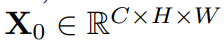 𝐗₀ ∈ ℝ^{C×H×W}